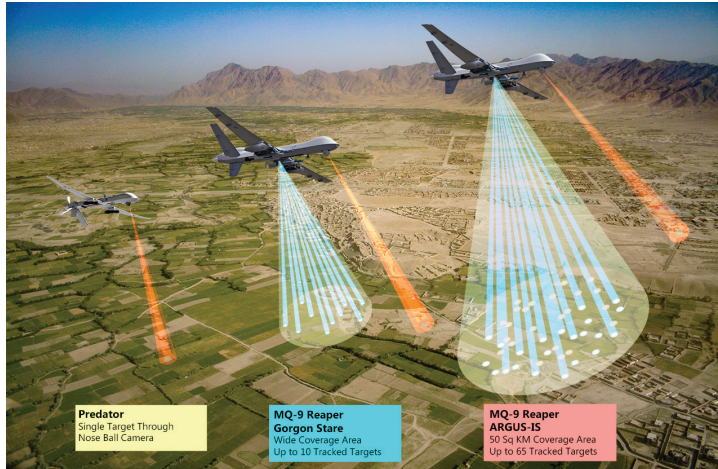 Predator
Single Target Through
Nose Ball Camera
MQ-9 Reaper
Gorgon Stare
Wide Coverage Area
Up to 10 Tracked Targets
MQ-9 Reaper
ARGUS-IS
50 Sq KM Coverage Area
Up to 65 Tracked Targets